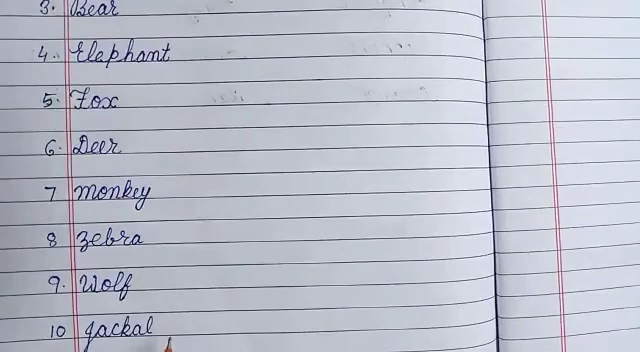 3. Bear
4. Elephant
5. Fox
6. Deer
7 monkey
8 zebra
9. Wolf
10 jackal